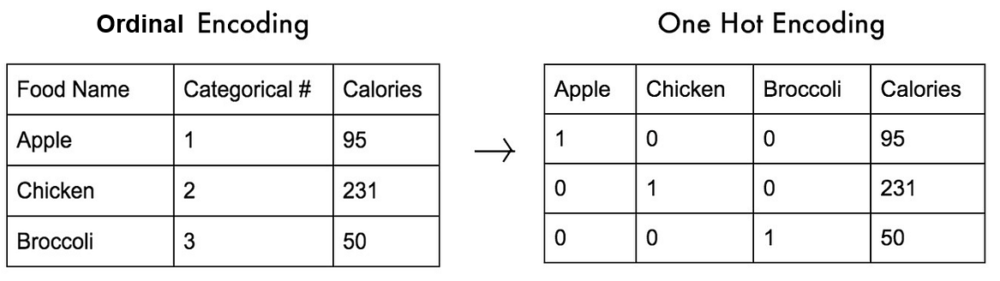 Ordinal Encoding
Food Name Categorical # Calories
Apple 1 95
Chicken 2 231
Broccoli 3 50
One Hot Encoding
Apple Chicken Broccoli Calories
1 0 0 95
0 1 0 231
0 0 1 50